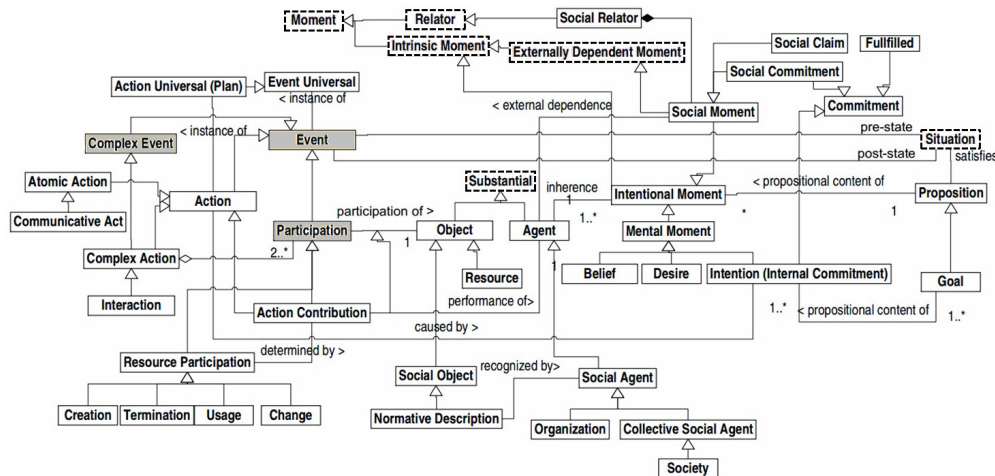 Moment
Relator
Social Relator
Intrinsic Moment
Externally Dependent Moment
Social Claim
Fullfilled
Social Commitment
Action Universal (Plan)
Event Universal
< instance of
< external dependence
Social Moment
Commitment
< instance of
Complex Event
Event
pre-state
Situation
post-state
satisfies
Atomic Action
Action
Substantial
inherence
Intentional Moment
< propositional content of
Proposition
1
Communicative Act
participation of >
Participation
Object
Agent
1..*
*
1
1
Mental Moment
Complex Action
2..*
1
Belief
Desire
Intention (Internal Commitment)
Goal
Resource
Interaction
Action Contribution
performance of>
1..*
< propositional content of
1..*
caused by >
determined by >
Resource Participation
recognized by>
Social Object
Social Agent
Creation
Termination
Usage
Change
Normative Description
Organization
Collective Social Agent
Society